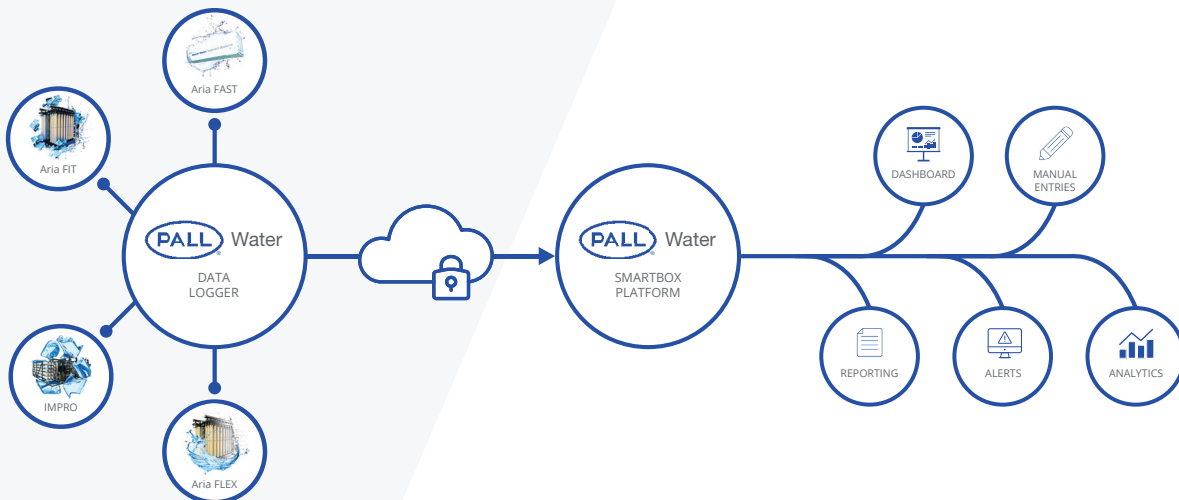 Aria FAST
Aria FIT
PALL Water
DATA
LOGGER
IMPRO
Aria FLEX
PALL Water
SMARTBOX
PLATFORM
DASHBOARD
MANUAL
ENTRIES
REPORTING
ALERTS
ANALYTICS